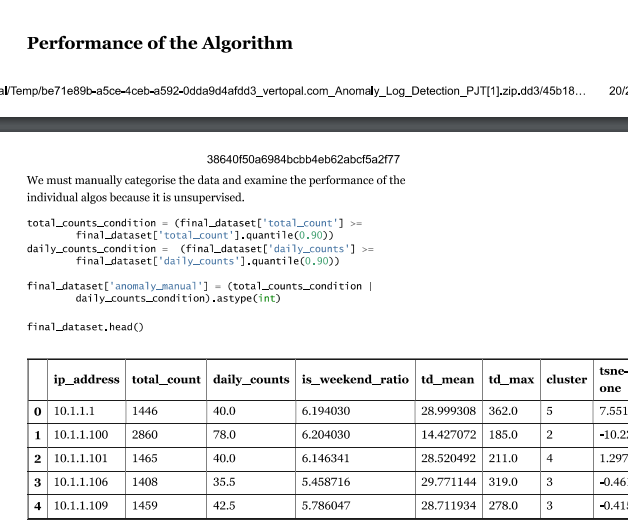 Performance of the Algorithm
al/Temp/be71e89b-a5ce-4ceb-a592-0dda9d4afdd3_vertopal.com_Anomaly_Log_Detection_PJT[1].zip.dd3/45b18... 20/2
38640f50a6984bcbb4eb62abcf5a2f77
We must manually categorise the data and examine the performance of the
individual algos because it is unsupervised.
total_counts_condition = (final_dataset['total_count'] >=
final_dataset['total_count'].quantile(0.90))
daily_counts_condition = (final_dataset['daily_counts'] >=
final_dataset['daily_counts'].quantile(0.90))
final_dataset['anomaly_manual'] = (total_counts_condition |
daily_counts_condition).astype(int)
final_dataset.head()
ip_address total_count daily_counts is_weekend_ratio td_mean td_max cluster tsne-one
0 10.1.1.1 1446 40.0 6.194030 28.999308 362.0 5 7.551
1 10.1.1.100 2860 78.0 6.204030 14.427072 185.0 2 -10.22
2 10.1.1.101 1465 40.0 6.146341 28.520492 211.0 4 1.297
3 10.1.1.106 1408 35.5 5.458716 29.771144 319.0 3 -0.461
4 10.1.1.109 1459 42.5 5.786047 28.711934 278.0 3 -0.415